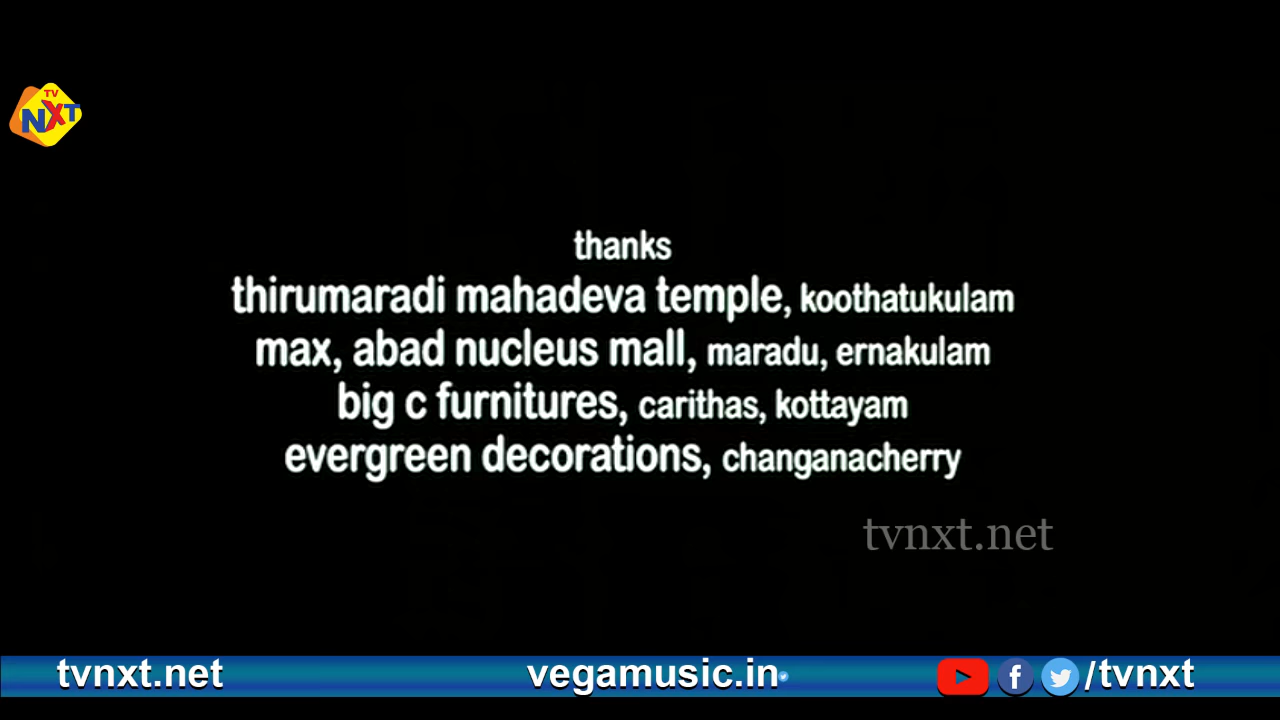 TV
NXT
thanks
thirumaradi mahadeva temple, koothatukulam
max, abad nucleus mall, maradu, ernakulam
big c furnitures, carithas, kottayam
evergreen decorations, changanacherry
tvnxt.net
tvnxt.net vegamusic.in /tvnxt